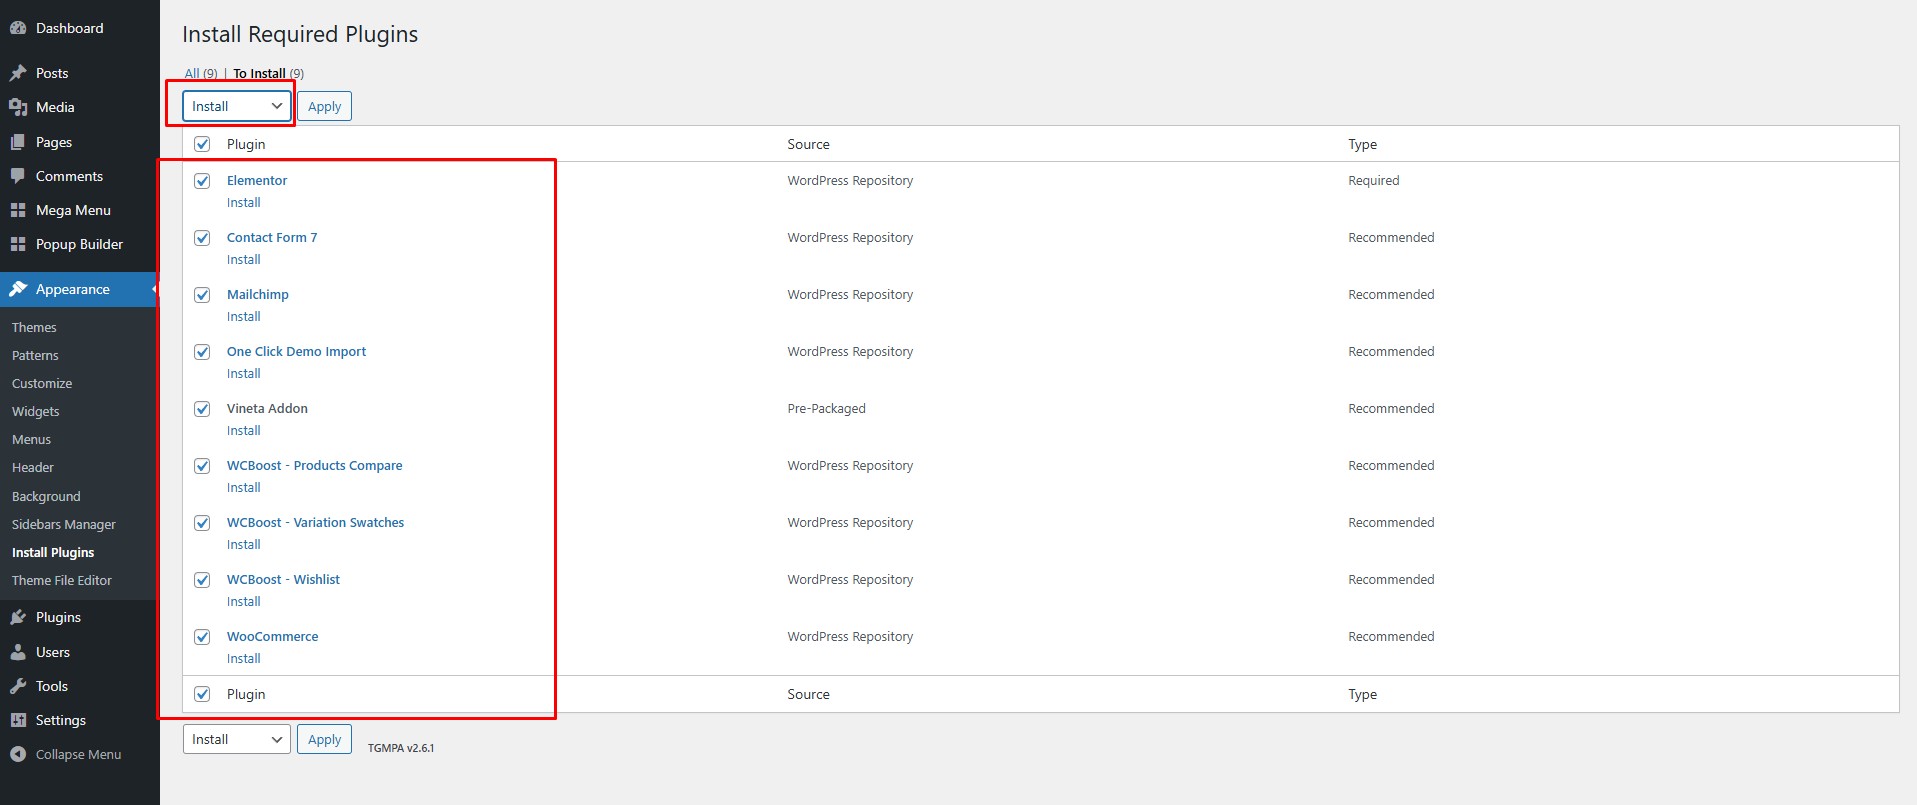 Dashboard
Posts
Media
Pages
Comments
Mega Menu
Popup Builder
Appearance
Themes
Patterns
Customize
Widgets
Menus
Header
Background
Sidebars Manager
Install Plugins
Theme File Editor
Plugins
Users
Tools
Settings
Collapse Menu
Install Required Plugins
All (9) | To Install (9)
Install Apply
Plugin Source Type
Elementor WordPress Repository Required
Install
Contact Form 7 WordPress Repository Recommended
Install
Mailchimp WordPress Repository Recommended
Install
One Click Demo Import WordPress Repository Recommended
Install
Vineta Addon Pre-Packaged Recommended
Install
WCBoost - Products Compare WordPress Repository Recommended
Install
WCBoost - Variation Swatches WordPress Repository Recommended
Install
WCBoost - Wishlist WordPress Repository Recommended
Install
WooCommerce WordPress Repository Recommended
Install
Plugin Source Type
Install Apply TGMPA v2.6.1